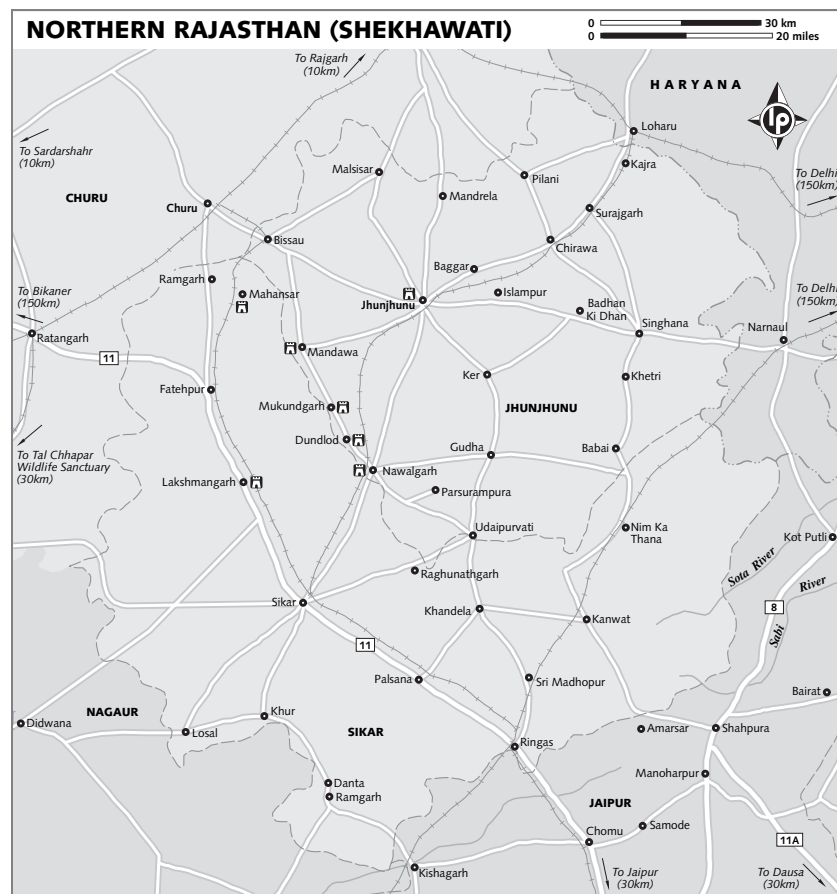 NORTHERN RAJASTHAN (SHEKHAWATI)
0 30 km
0 20 miles
To Rajgarh
(10km)
HARYANA
lp
Loharu
To Sardarshahr
(10km)
Malsisar
Kajra
Pilani
To Delhi
(150km)
CHURU
Churu
Mandrela
Surajgarh
Bissau
Chirawa
Baggar
Ramgarh
Mahansar
Jhunjhunu
Islampur
To Bikaner
(150km)
Badhan
Ki Dhan
To Delhi
(150km)
Singhana
Narnaul
Ratangarh
11
Mandawa
Ker
Khetri
Fatehpur
Mukundgarh
JHUNJHUNU
Dundlod
Gudha
Babai
To Tal Chhapar
Wildlife Sanctuary
(30km)
Nawalgarh
Lakshmangarh
Parsurampura
Udaipurvati
Nim Ka
Thana
Kot Putli
Sota River
Raghunathgarh
River
Sabi
Sikar
Khandela
8
Kanwat
11
Palsana
Sri Madhopur
Bairat
NAGAUR
Didwana
Khur
Losal
SIKAR
Amarsar
Shahpura
Ringas
Manoharpur
Danta
Ramgarh
JAIPUR
Samode
Chomu
11A
Kishagarh
To Jaipur
(30km)
To Dausa
(30km)